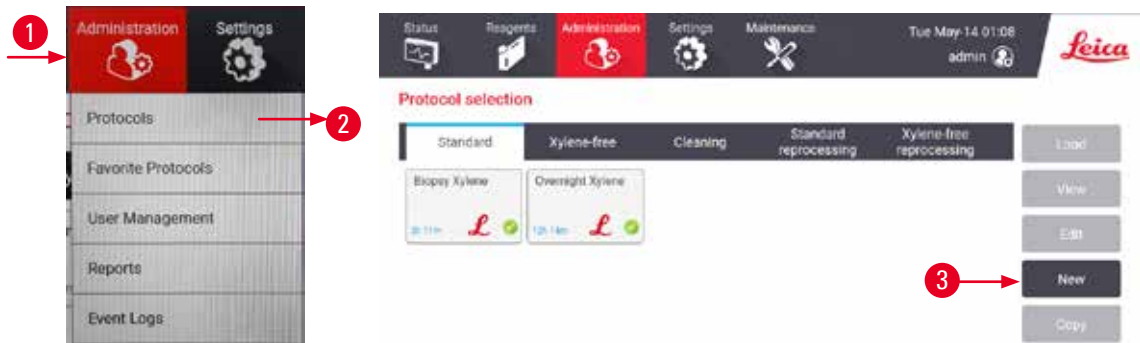 1
Administration
Settings
Protocols
2
Favorite Protocols
User Management
Reports
Event Logs
Status
Reagents
Administration
Settings
Maintenance
Tue May-14 01:08
admin
Leica
Protocol selection
Standard
Xylene-free
Cleaning
Standard
reprocessing
Xylene-free
reprocessing
Load
Biopsy Xylene
Overnight Xylene
View
L
L
Edit
3
New
Copy